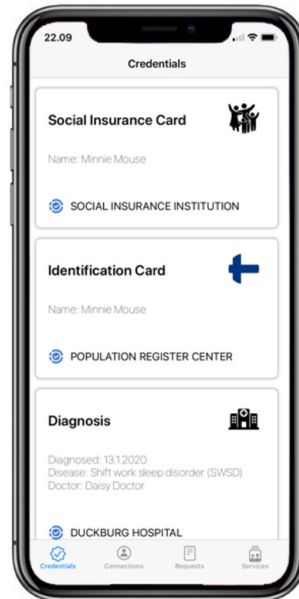 22.09
Credentials
Social Insurance Card
Name: Minnie Mouse
SOCIAL INSURANCE INSTITUTION
Identification Card
Name: Minnie Mouse
POPULATION REGISTER CENTER
Diagnosis
Diagnosed: 13.1.2020
Disease: Shift work sleep disorder (SWSD)
Doctor: Daisy Doctor
DUCKBURG HOSPITAL
Credentials Connections Requests Services